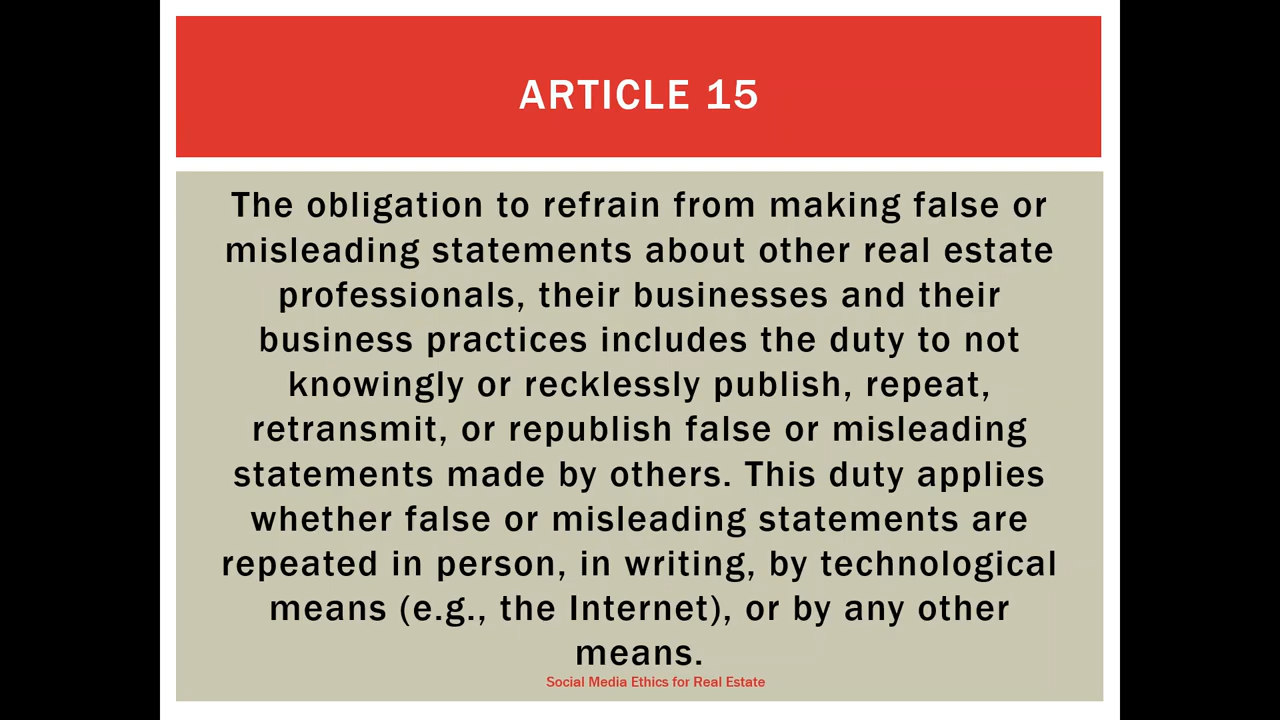 ARTICLE 15
The obligation to refrain from making false or
misleading statements about other real estate
professionals, their businesses and their
business practices includes the duty to not
knowingly or recklessly publish, repeat,
retransmit, or republish false or misleading
statements made by others. This duty applies
whether false or misleading statements are
repeated in person, in writing, by technological
means (e.g., the Internet), or by any other
means.
Social Media Ethics for Real Estate